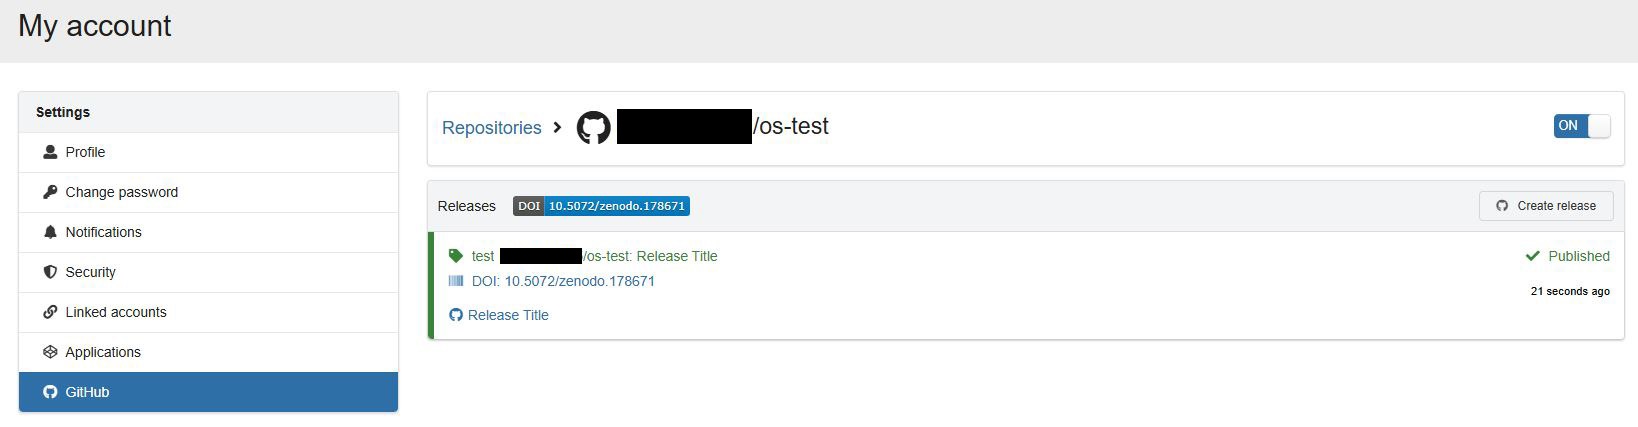 My account
Settings
Profile
Change password
Notifications
Security
Linked accounts
Applications
GitHub
Repositories /os-test
ON
Releases DOI 10.5072/zenodo.178671
Create release
test /os-test: Release Title
Published
DOI: 10.5072/zenodo.178671
21 seconds ago
Release Title